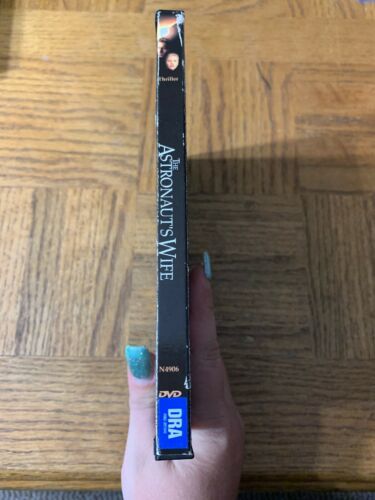 Thriller
THE
ASTRONAUT'S WIFE
N4906
DVD
DRA